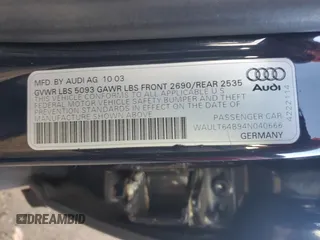 MFD BY AUDI AG 10 03
GVWR LBS 5093 GAWR LBS FRONT 2690/REAR 2535
THIS VEHICLE CONFORMS TO ALL APPLICABLE U.S.
FEDERAL MOTOR VEHICLE SAFETY BUMPER AND THEFT
PREVENTION STANDARDS IN EFFECT ON THE DATE OF
MANUFACTURE SHOWN ABOVE.
PASSENGER CAR
WAULT64B94N040666
GERMANY
Audi
DREAMBID